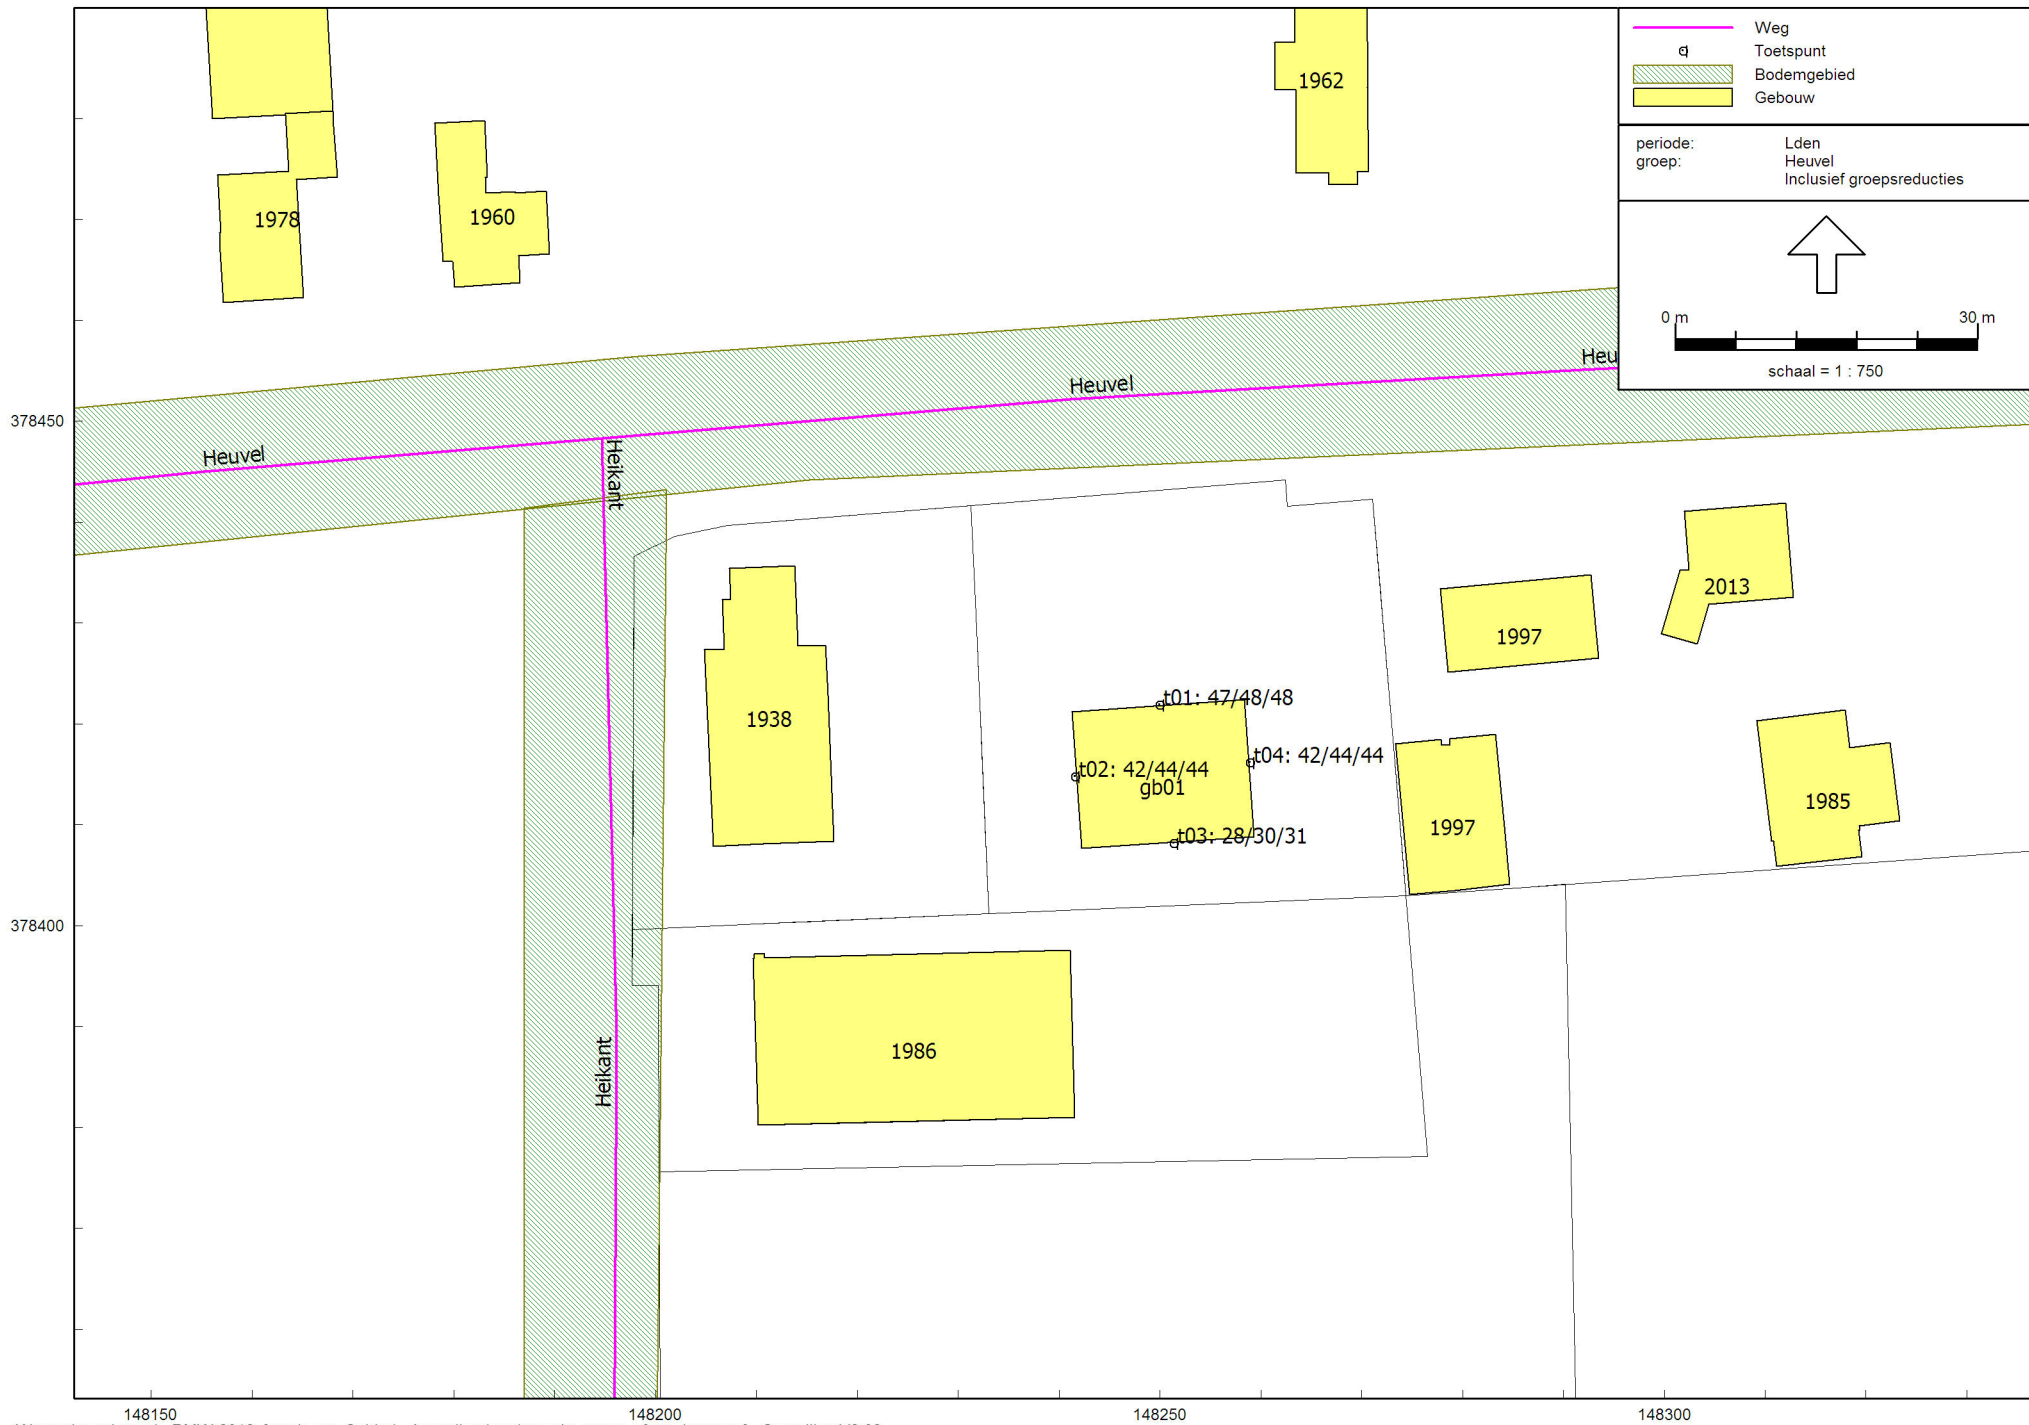 Weg
Toetspunt
Bodemgebied
Gebouw
periode: Lden
groep: Heuvel
Inclusief groepsreducties
0 m 30 m
schaal = 1 : 750
1962
1978
1960
Heu
Heuvel
378450
Heuvel
Heikant
2013
1997
t01: 47/48/48
1938
t04: 42/44/44
t02: 42/44/44
gb01
1985
1997
t03: 28/30/31
378400
1986
Heikant
148150 148200 148250 148300